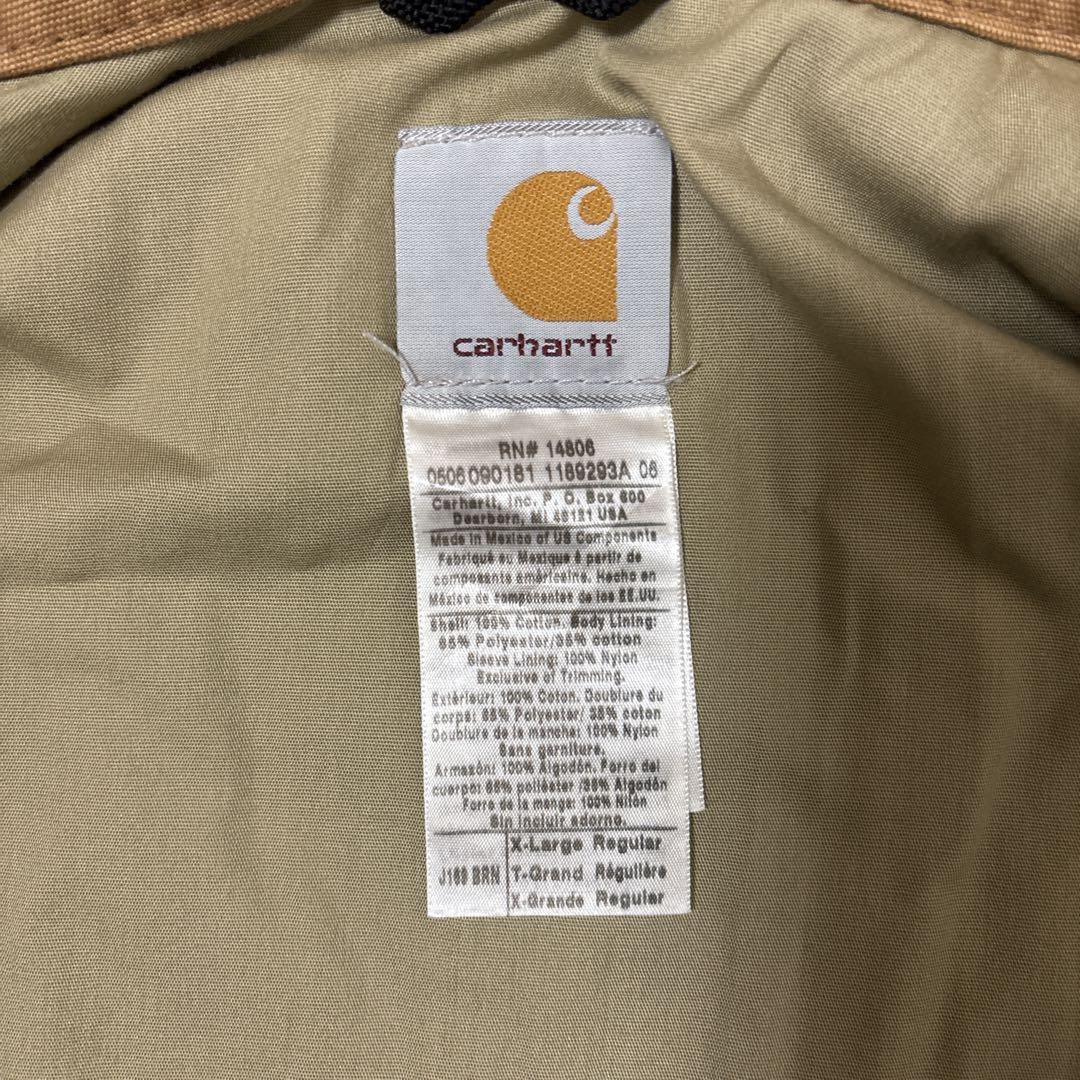 carhartt
RN# 14806
0506 090181 1189293A 06
Carhartt, Inc. P. O. Box 600
Dearborn, MI 48121 USA
Made in Mexico of US Components
Fabriqué au Mexique à partir de
composants américains. Hecho en
México de componentes de los EE.UU.
Shell: 100% Cotton. Body Lining:
65% Polyester/35% cotton
Sleeve Lining: 100% Nylon
Exclusive of Trimming.
Extérieur: 100% Coton. Doublure du
corps: 65% Polyester/ 35% coton
Doublure de la manche: 100% Nylon
Sans garniture.
Armazón: 100% Algodón. Forro del
cuerpo: 65% poliéster /35% Algodón
Forro de la manga: 100% Nilón
Sin incluir adorno.
X-Large Regular
J169 BRN T-Grand Régulière
X-Grande Regular